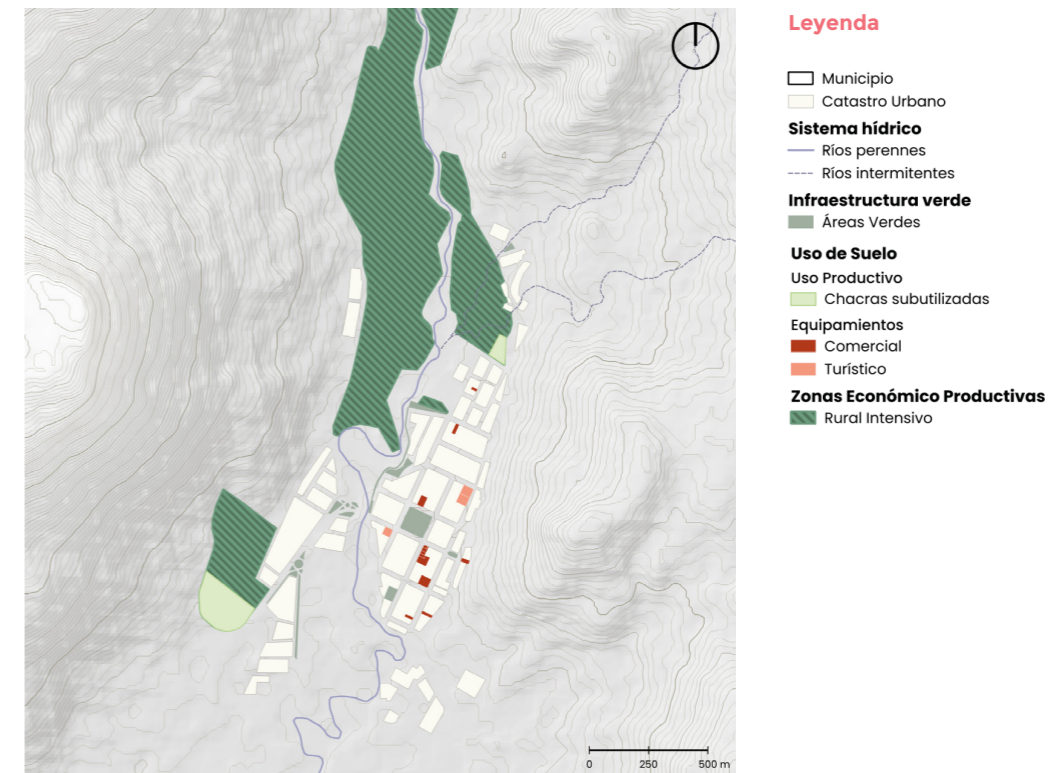 Leyenda
Municipio
Catastro Urbano
Sistema hídrico
Ríos perennes
Ríos intermitentes
Infraestructura verde
Áreas Verdes
Uso de Suelo
Uso Productivo
Chacras subutilizadas
Equipamientos
Comercial
Turístico
Zonas Económico Productivas
Rural Intensivo
0 250 500 m